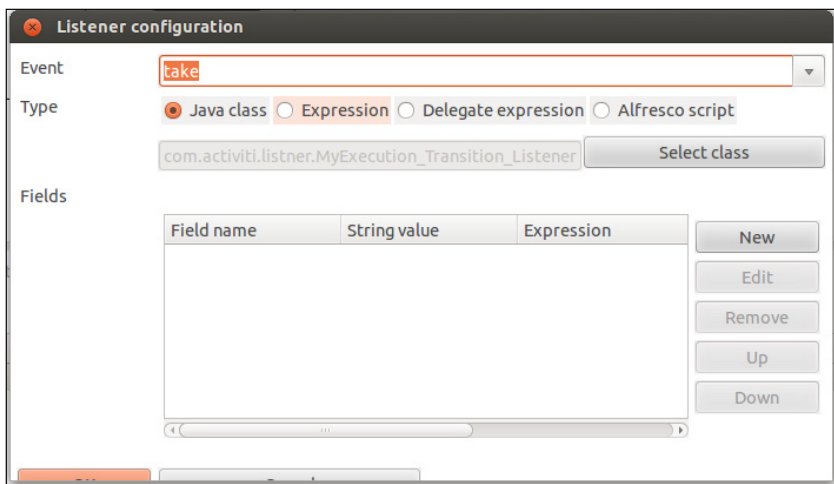 Listener configuration
Event
take
Type
Java class Expression Delegate expression Alfresco script
com.activiti.listner.MyExecution_Transition_Listener
Select class
Fields
Field name String value Expression
New
Edit
Remove
Up
Down